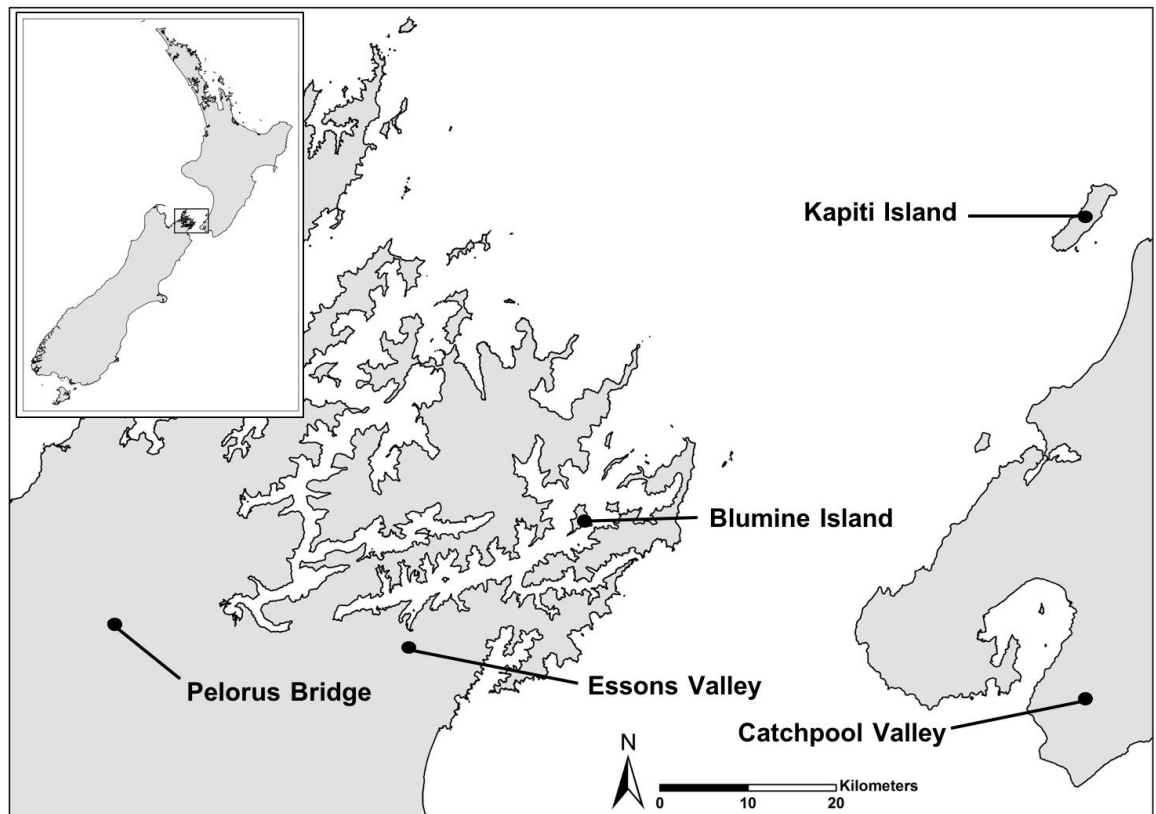 Kapiti Island
Blumine Island
Pelorus Bridge
Essons Valley
Catchpool Valley
N
Kilometers
0 10 20